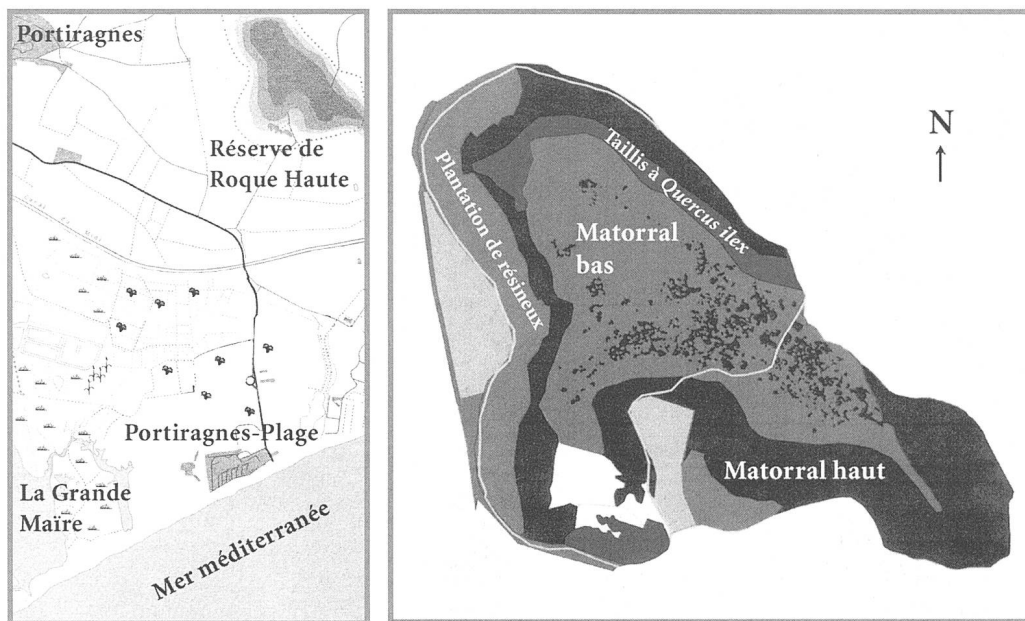 Portiragnes
Réserve de
Roque Haute
Portiragnes-Plage
La Grande
Maïre
Mer méditerranée
N
Taillis à Quercus ilex
Plantation de résineux
Matorral
bas
Matorral haut